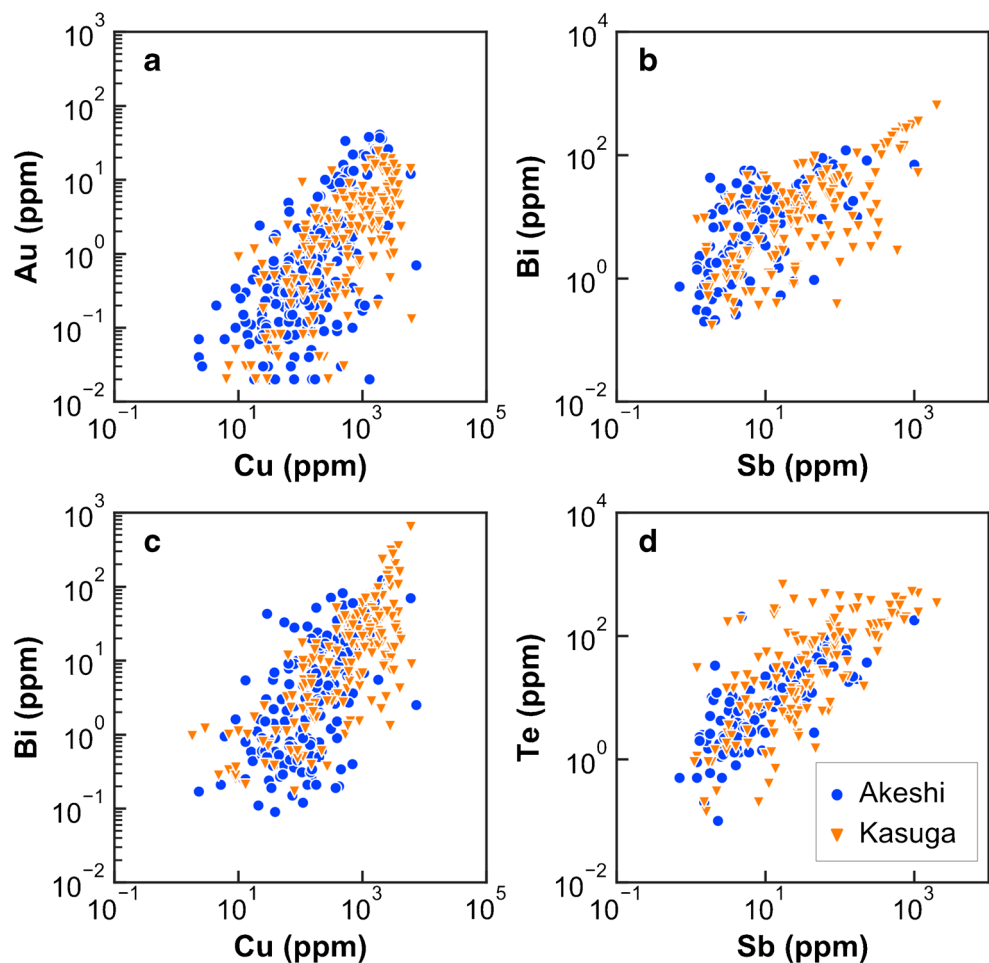 a
10³
10²
10¹
10⁰
10⁻¹
10⁻²
Au (ppm)
10⁻¹ 10¹ 10³ 10⁵
Cu (ppm)
b
10⁴
10²
10⁰
10⁻²
Bi (ppm)
10⁻¹ 10¹ 10³
Sb (ppm)
c
10³
10²
10¹
10⁰
10⁻¹
10⁻²
Bi (ppm)
10⁻¹ 10¹ 10³ 10⁵
Cu (ppm)
d
10⁴
10²
10⁰
10⁻²
Te (ppm)
Akeshi
Kasuga
10⁻¹ 10¹ 10³
Sb (ppm)